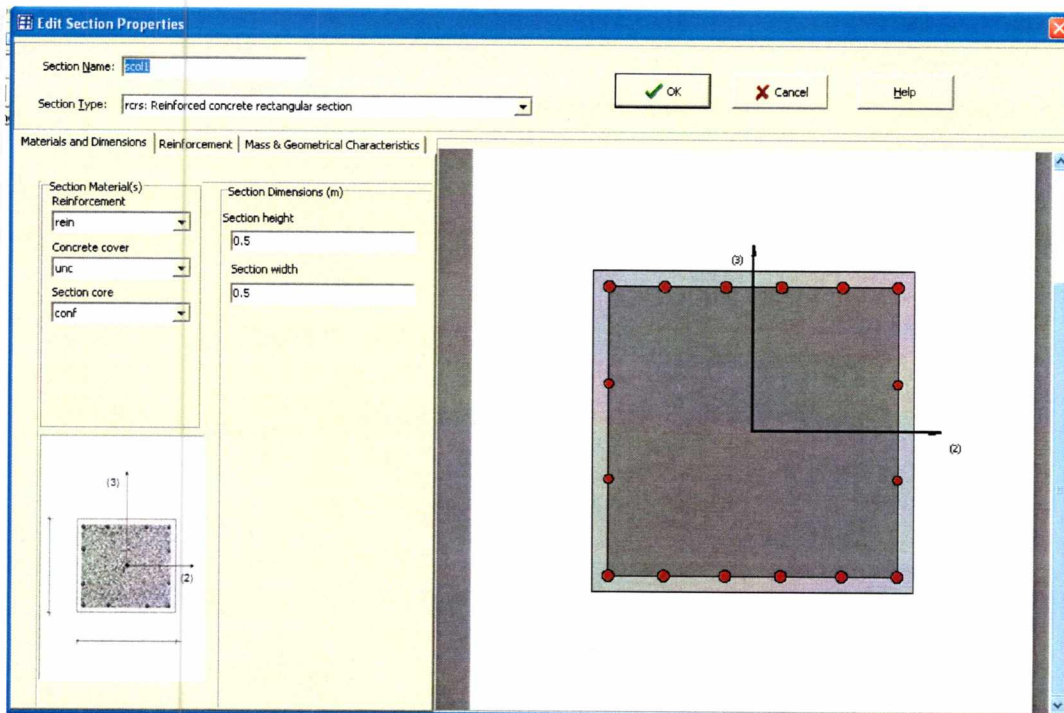 Edit Section Properties
Section Name: scol1
Section Type: rcrs: Reinforced concrete rectangular section
OK Cancel Help
Materials and Dimensions Reinforcement Mass & Geometrical Characteristics
Section Material(s)
Reinforcement
rein
Concrete cover
unc
Section core
conf
Section Dimensions (m)
Section height
0.5
Section width
0.5
(3)
(2)
(3)
(2)